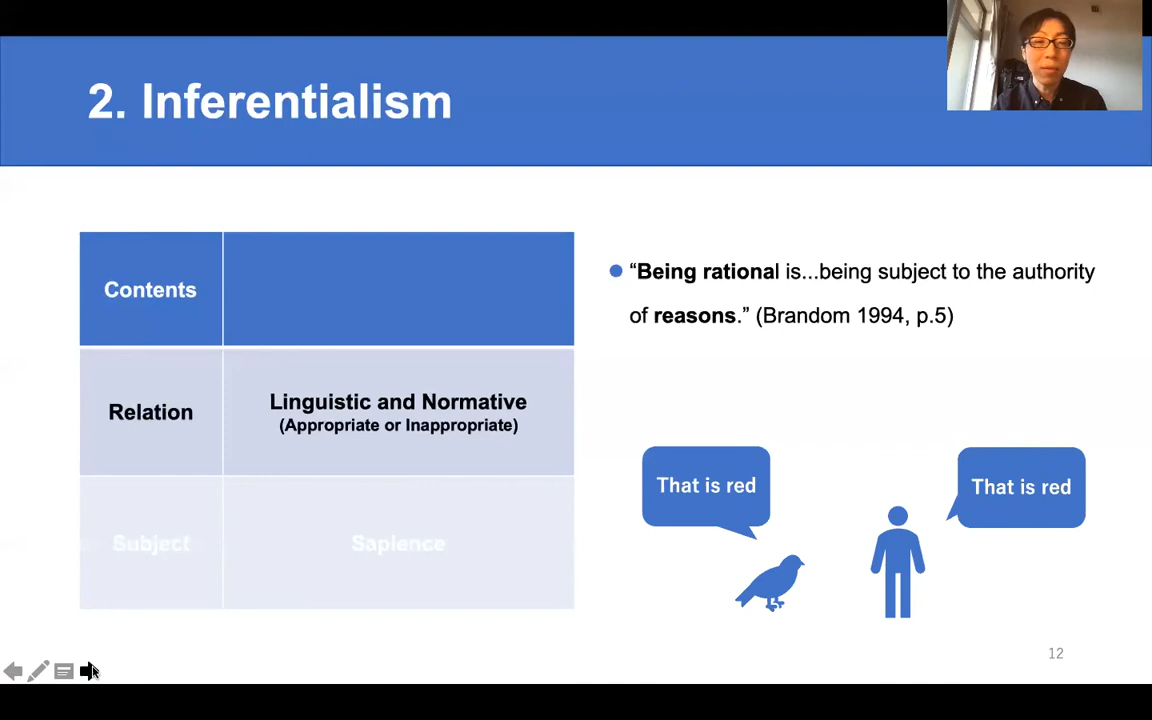 2. Inferentialism
Contents
Relation
Linguistic and Normative
(Appropriate or Inappropriate)
Subject
Sapience
“Being rational is...being subject to the authority
of reasons.” (Brandom 1994, p.5)
That is red
That is red
12